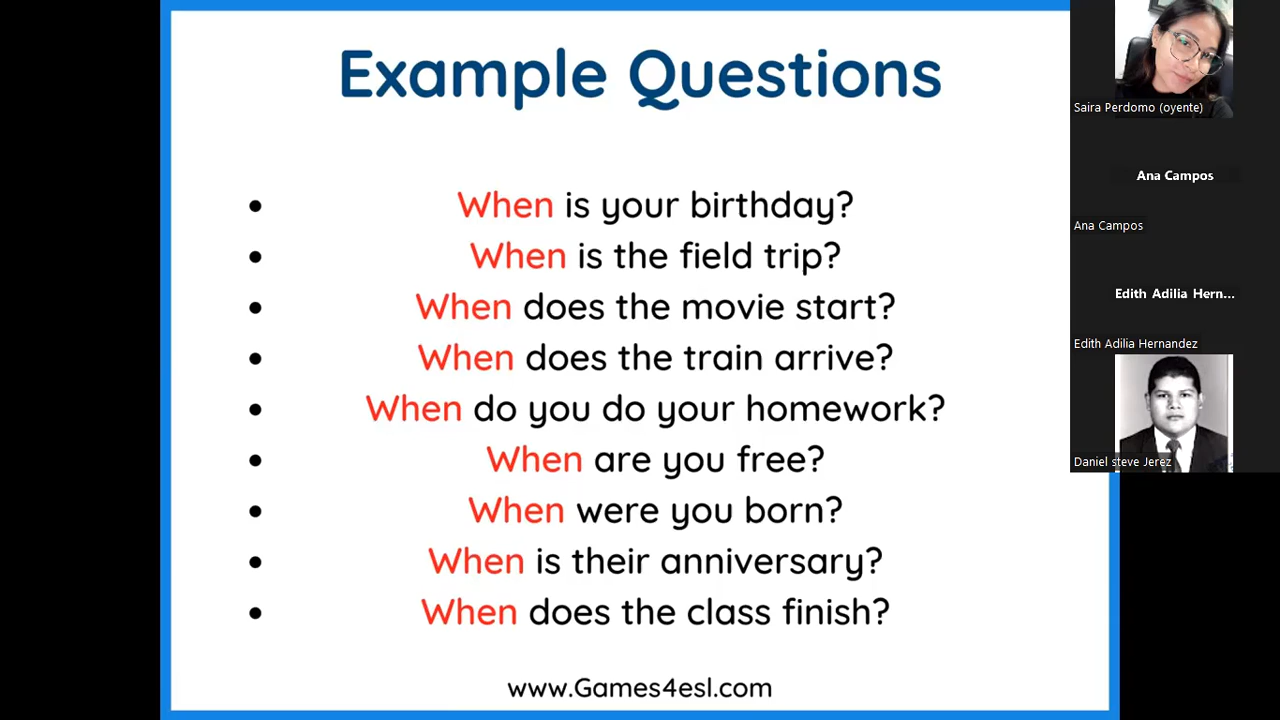 Example Questions
• When is your birthday?
• When is the field trip?
• When does the movie start?
• When does the train arrive?
• When do you do your homework?
• When are you free?
• When were you born?
• When is their anniversary?
• When does the class finish?
www.Games4esl.com
Saira Perdomo (oyente)
Ana Campos
Ana Campos
Edith Adilia Hern...
Edith Adilia Hernandez
Daniel steve Jerez